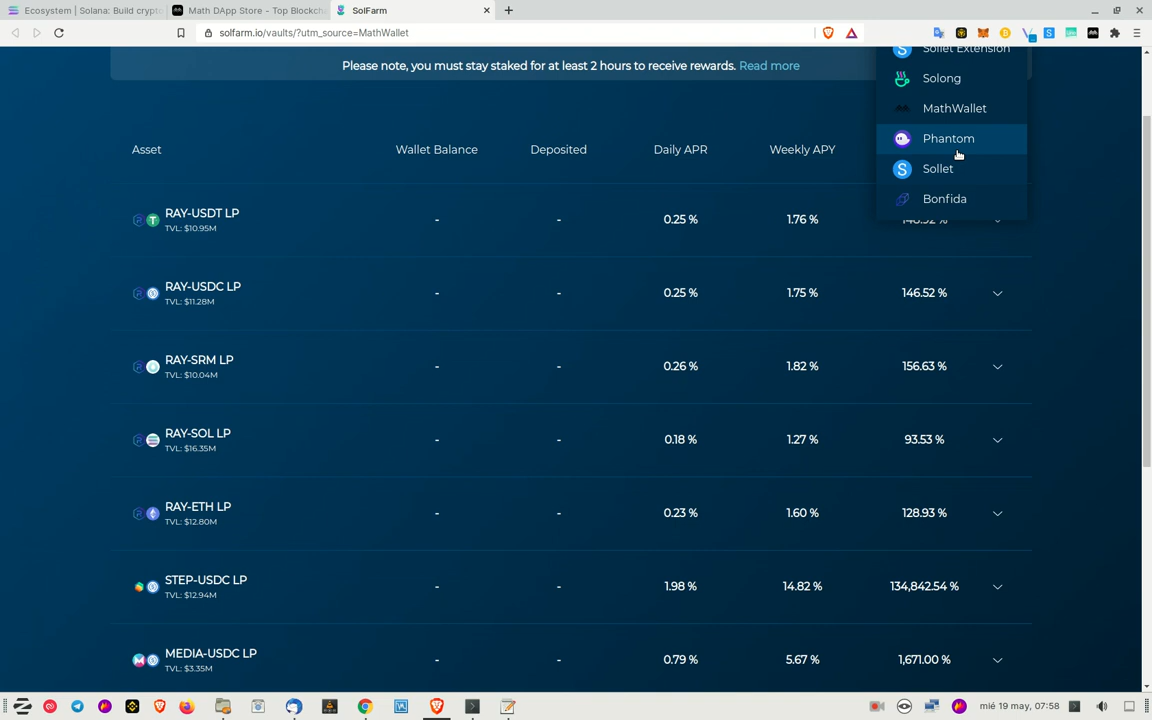 Ecosystem | Solana: Build crypto
Math DApp Store - Top Blockch
SolFarm
solfarm.io/vaults/?utm_source=MathWallet
Please note, you must stay staked for at least 2 hours to receive rewards. Read more
Sollet Extension
Solong
MathWallet
Phantom
Sollet
Bonfida
Asset Wallet Balance Deposited Daily APR Weekly APY
RAY-USDT LP
TVL: $10.95M
- - 0.25 % 1.76 %
RAY-USDC LP
TVL: $11.28M
- - 0.25 % 1.75 % 146.52 %
RAY-SRM LP
TVL: $10.04M
- - 0.26 % 1.82 % 156.63 %
RAY-SOL LP
TVL: $16.35M
- - 0.18 % 1.27 % 93.53 %
RAY-ETH LP
TVL: $12.80M
- - 0.23 % 1.60 % 128.93 %
STEP-USDC LP
TVL: $12.94M
- - 1.98 % 14.82 % 134,842.54 %
MEDIA-USDC LP
TVL: $3.35M
- - 0.79 % 5.67 % 1,671.00 %
mié 19 may, 07:58